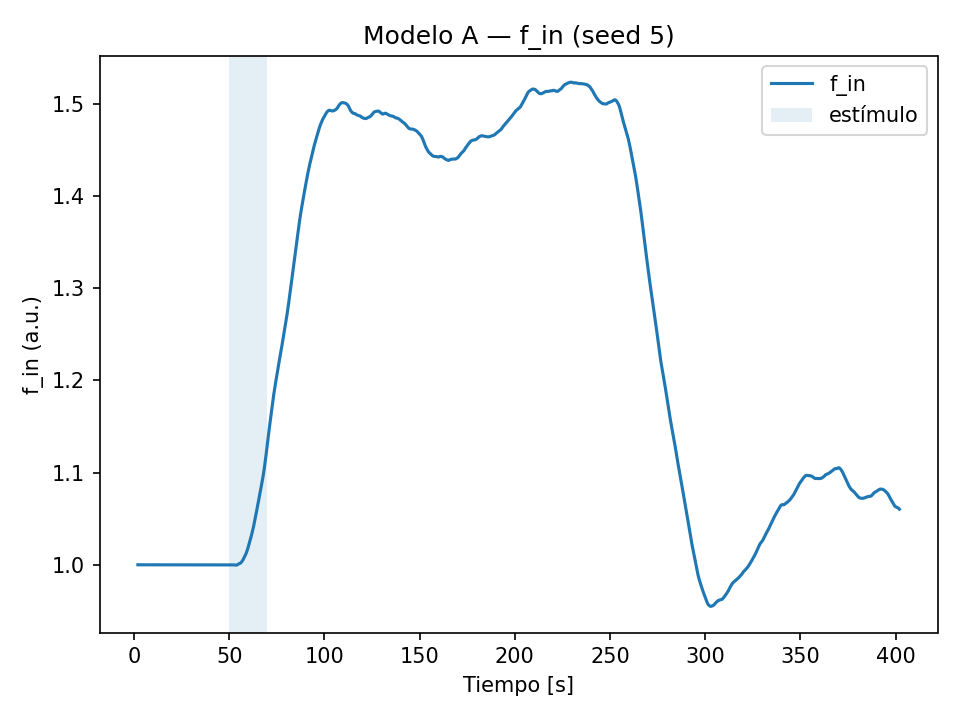 Modelo A — f_in (seed 5)
f_in
estímulo
f_in (a.u.)
1.5
1.4
1.3
1.2
1.1
1.0
0 50 100 150 200 250 300 350 400
Tiempo [s]